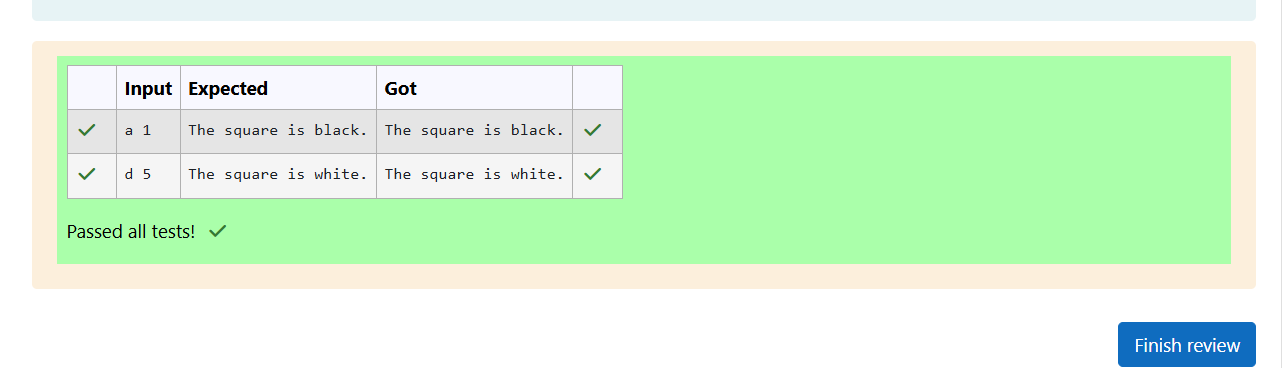 Input Expected Got
a 1 The square is black. The square is black.
d 5 The square is white. The square is white.
Passed all tests!
Finish review